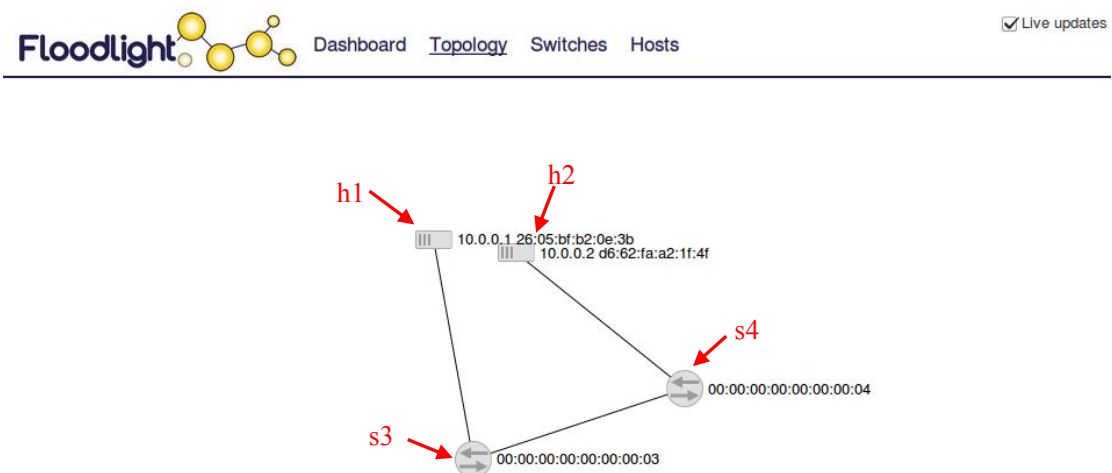 Floodlight Dashboard Topology Switches Hosts Live updates
h2
h1
10.0.0.1 26:05:bf:b2:0e:3b
10.0.0.2 d6:62:fa:a2:1f:4f
s4
00:00:00:00:00:00:00:04
s3
00:00:00:00:00:00:00:03